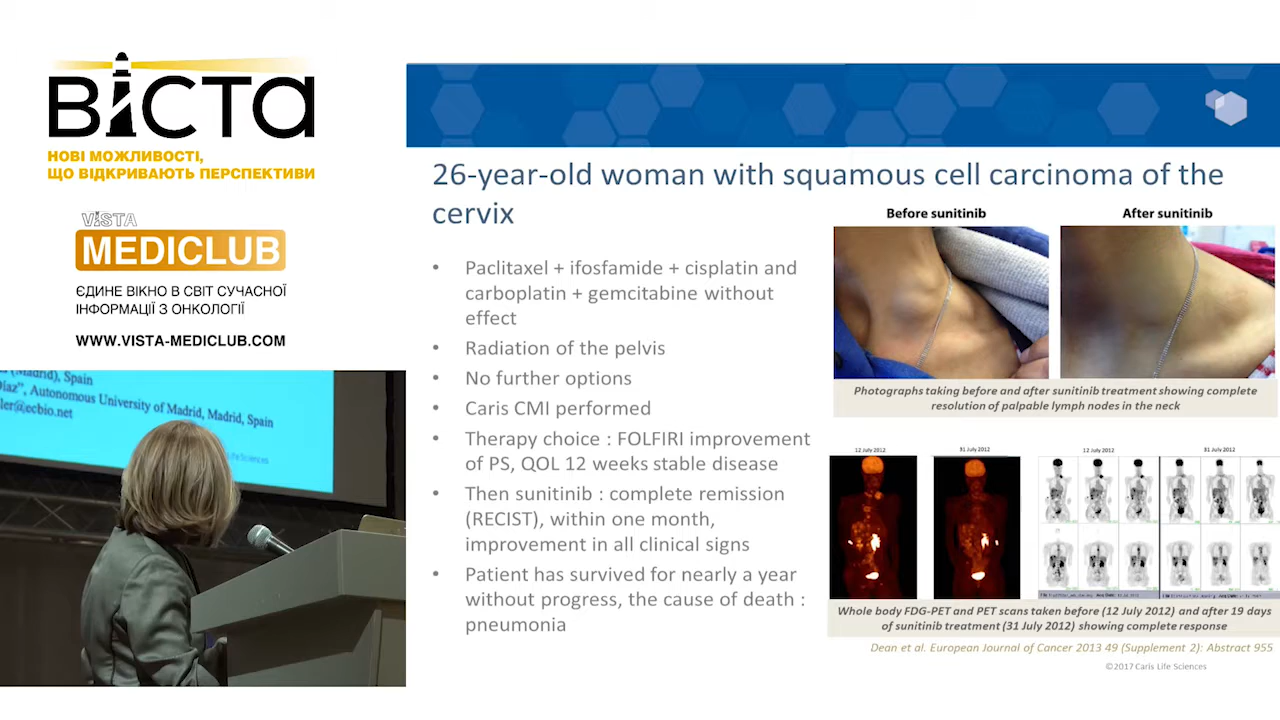 ВІСТА
НОВІ МОЖЛИВОСТІ,
ЩО ВІДКРИВАЮТЬ ПЕРСПЕКТИВИ
VISTA
MEDICLUB
ЄДИНЕ ВІКНО В СВІТ СУЧАСНОЇ
ІНФОРМАЦІЇ З ОНКОЛОГІЇ
WWW.VISTA-MEDICLUB.COM
(Madrid), Spain
Díaz", Autonomous University of Madrid, Madrid, Spain
ler@ecbio.net
26-year-old woman with squamous cell carcinoma of the
cervix
• Paclitaxel + ifosfamide + cisplatin and
carboplatin + gemcitabine without
effect
• Radiation of the pelvis
• No further options
• Caris CMI performed
• Therapy choice : FOLFIRI improvement
of PS, QOL 12 weeks stable disease
• Then sunitinib : complete remission
(RECIST), within one month,
improvement in all clinical signs
• Patient has survived for nearly a year
without progress, the cause of death :
pneumonia
Before sunitinib
After sunitinib
Photographs taking before and after sunitinib treatment showing complete
resolution of palpable lymph nodes in the neck
12 July 2012
31 July 2012
12 July 2012
31 July 2012
Whole body FDG-PET and PET scans taken before (12 July 2012) and after 19 days
of sunitinib treatment (31 July 2012) showing complete response
Dean et al. European Journal of Cancer 2013 49 (Supplement 2): Abstract 955
©2017 Caris Life Sciences